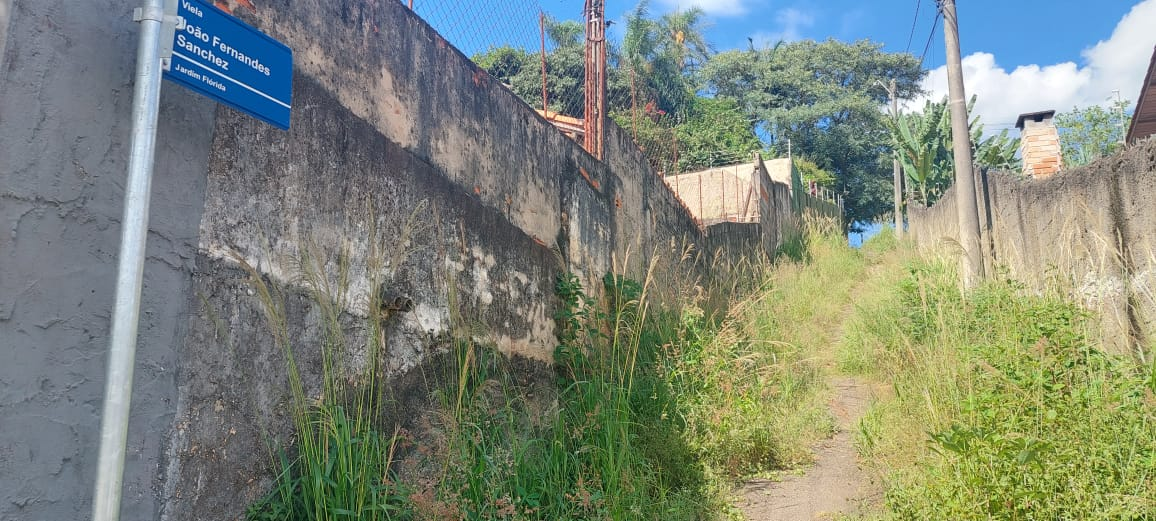 Viela
João Fernandes
Sanchez
Jardim Flórida